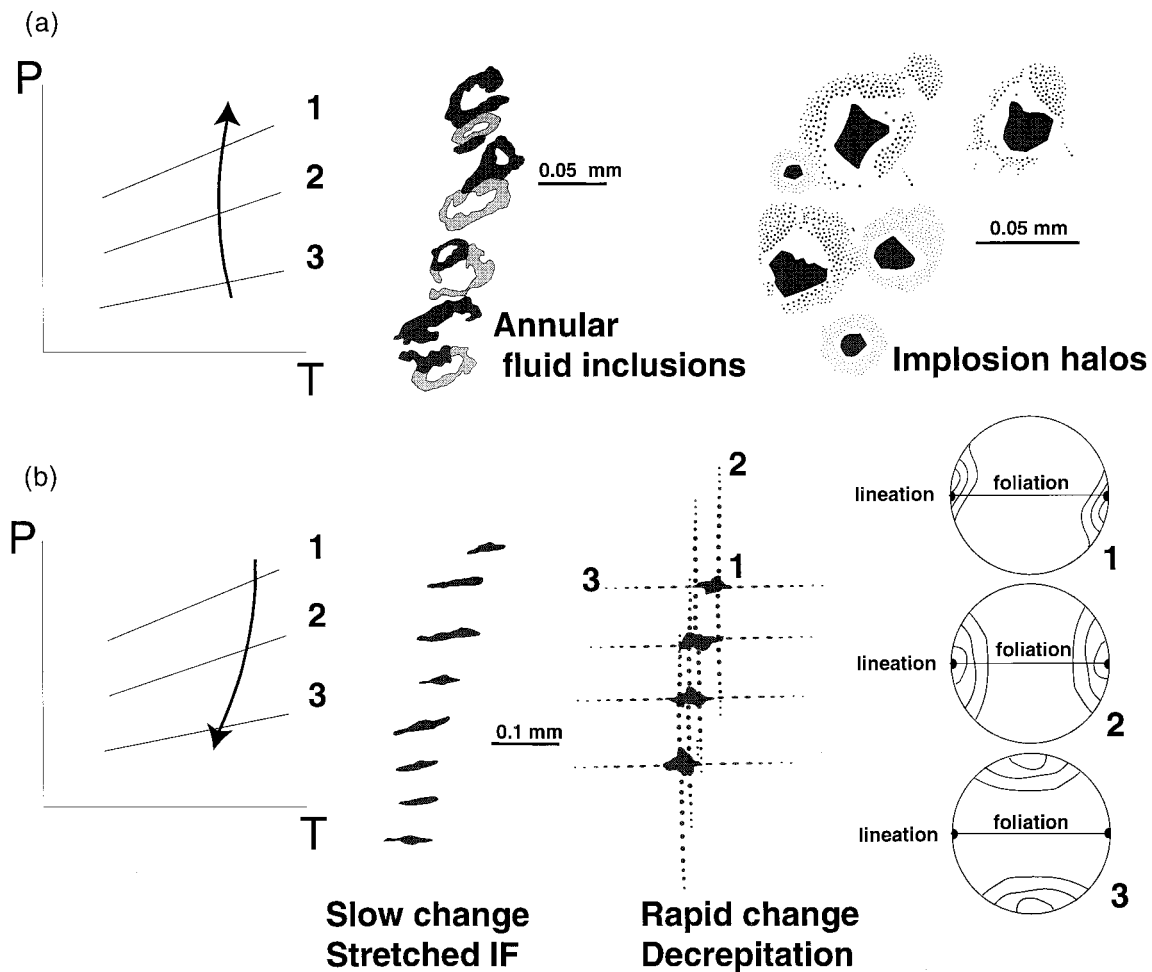 (a)
P
1
2
3
T
0.05 mm
Annular
fluid inclusions
0.05 mm
Implosion halos
(b)
P
1
2
3
T
0.1 mm
Slow change
Stretched IF
2
3
1
Rapid change
Decrepitation
lineation
foliation
1
lineation
foliation
2
lineation
foliation
3